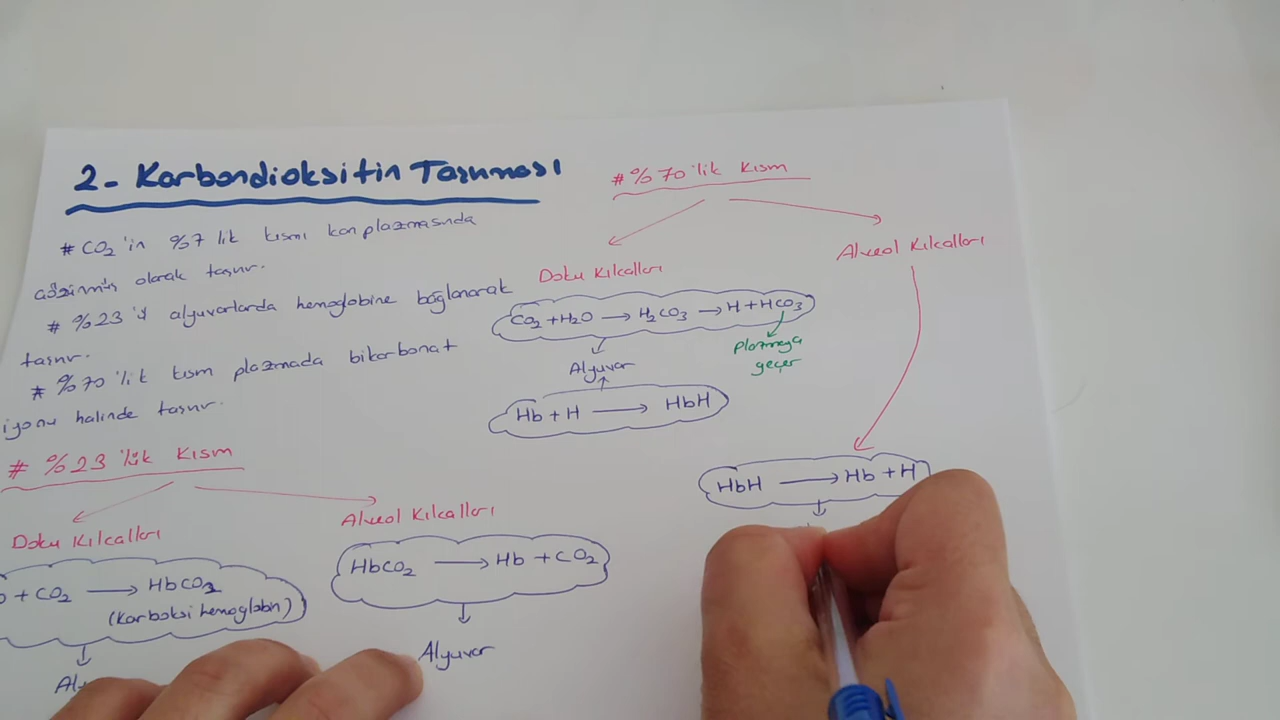 2- Karbondioksitin Taşınması
# CO₂'in %7 lik kısmı kan plazmasında
çözünmüş olarak taşınır.
# %23'ü alyuvarlarda hemoglobine bağlanarak
taşınır.
# %70'lik kısım plazmada bikarbonat
iyonu halinde taşınır.
# %23'lük Kısım
Doku Kılcalları
+ CO₂ → HbCO₂
(Karboksi hemoglobin)
Alveol Kılcalları
HbCO₂ → Hb + CO₂
Alyuvar
# %70'lik Kısım
Doku Kılcalları
CO₂ + H₂O → H₂CO₃ → H + HCO₃
Plazmaya
geçer
Alyuvar
Hb + H → HbH
Alveol Kılcalları
HbH → Hb + H